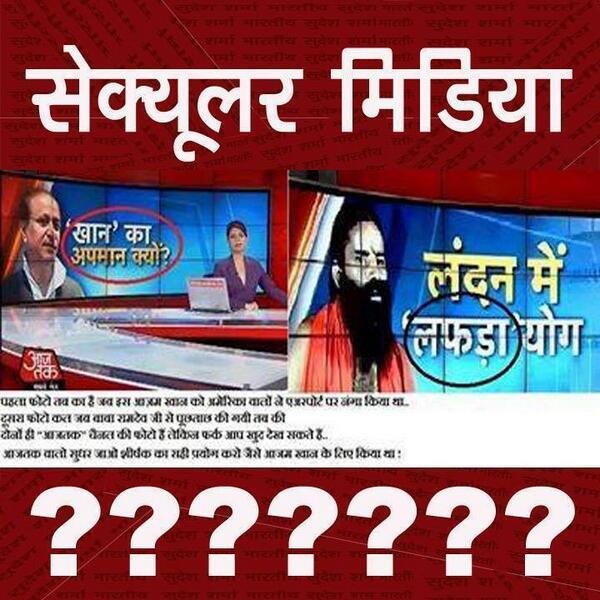 सेक्यूलर मिडिया
'खान' का
अपमान क्यों?
आज
तक
लंदन में
'लफड़ा'योग
पहला फोटो तब का है जब इस आज़म खान को अमेरिका वालों ने एअरपोर्ट पर नंगा किया था..
दूसरा फोटो कल जब बाबा रामदेव जी से पूछताछ की गयी तब की
दोनों ही "आजतक" चैनल की फोटो हैं लेकिन फर्क आप खुद देख सकते हैं..
आजतक वालो सुधर जाओ शीर्षक का सही प्रयोग करो जैसे आजम खान के लिए किया था !
???????